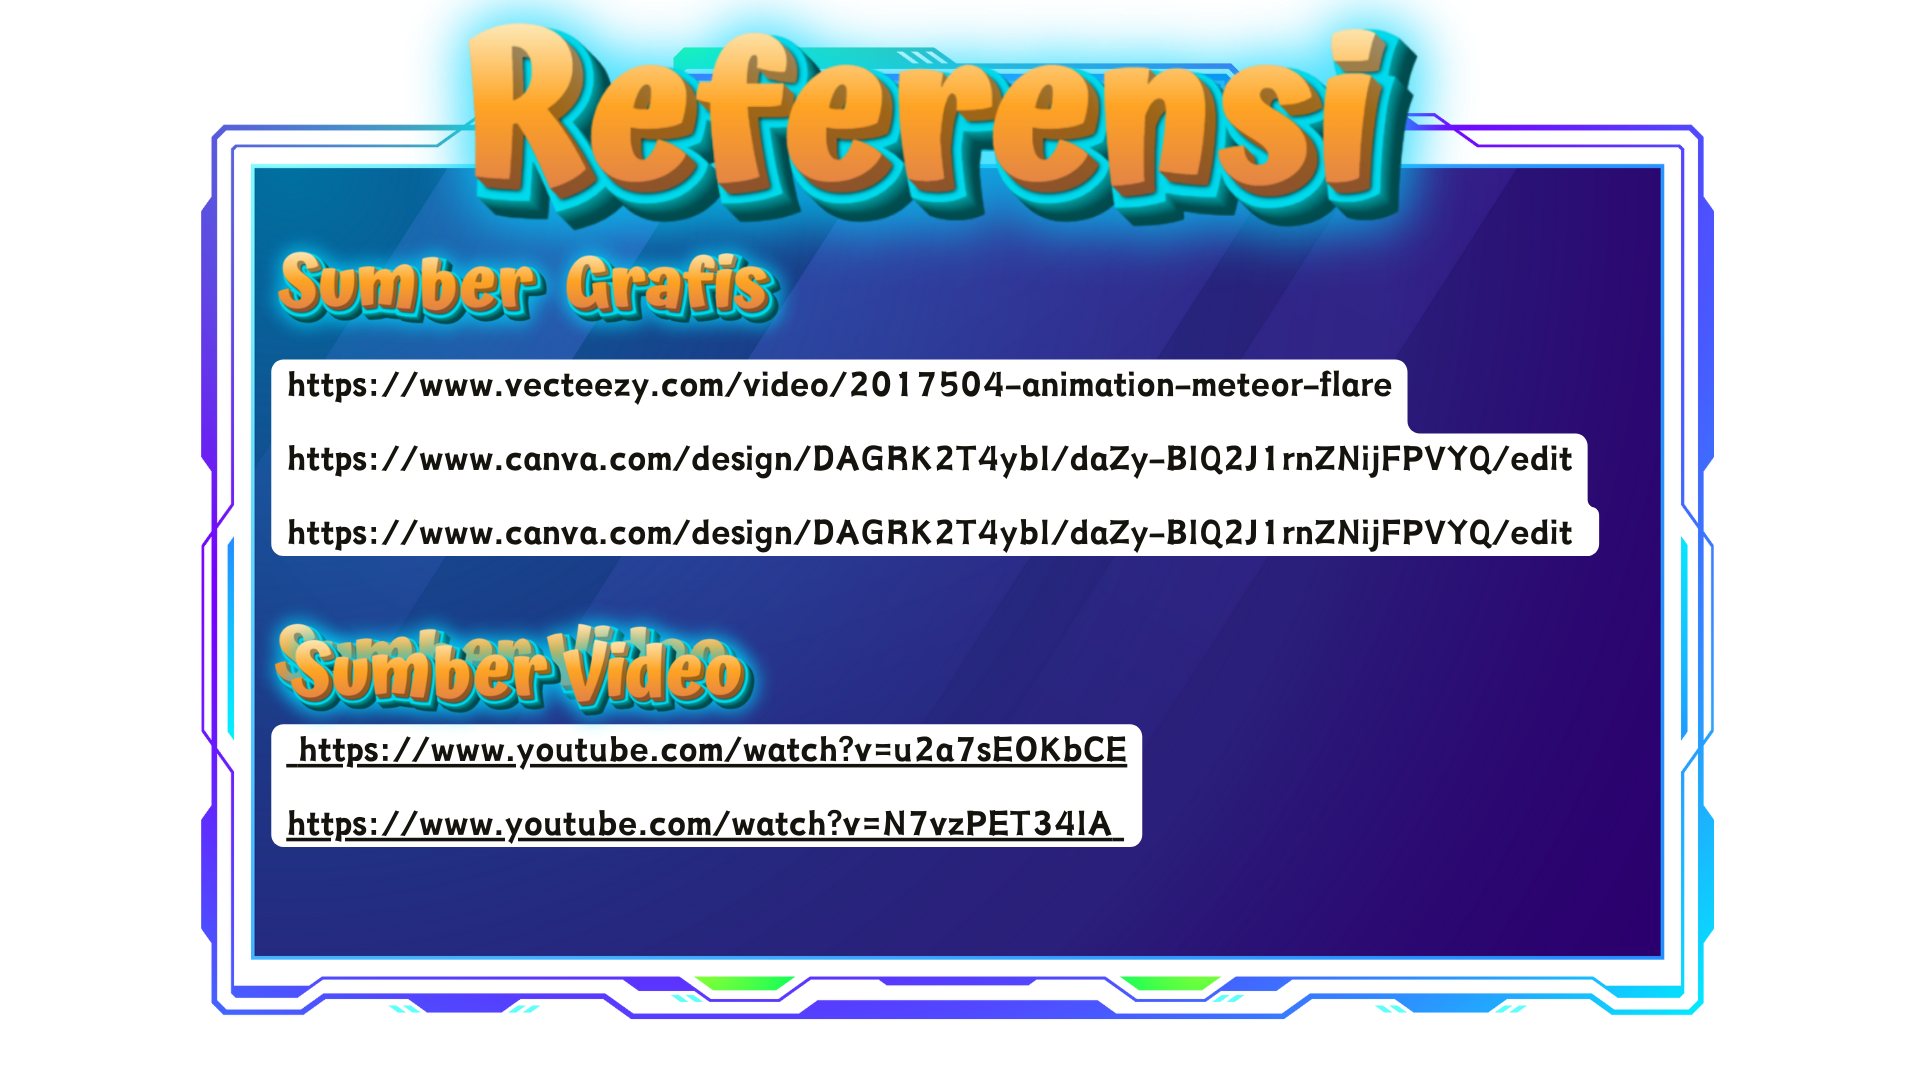 Referensi
Sumber Grafis
https://www.vecteezy.com/video/2017504-animation-meteor-flare
https://www.canva.com/design/DAGRK2T4ybI/daZy-BIQ2J1rnZNijFPVYQ/edit
https://www.canva.com/design/DAGRK2T4ybI/daZy-BIQ2J1rnZNijFPVYQ/edit
Sumber Video
https://www.youtube.com/watch?v=u2a7sEOKbCE
https://www.youtube.com/watch?v=N7vzPET34IA